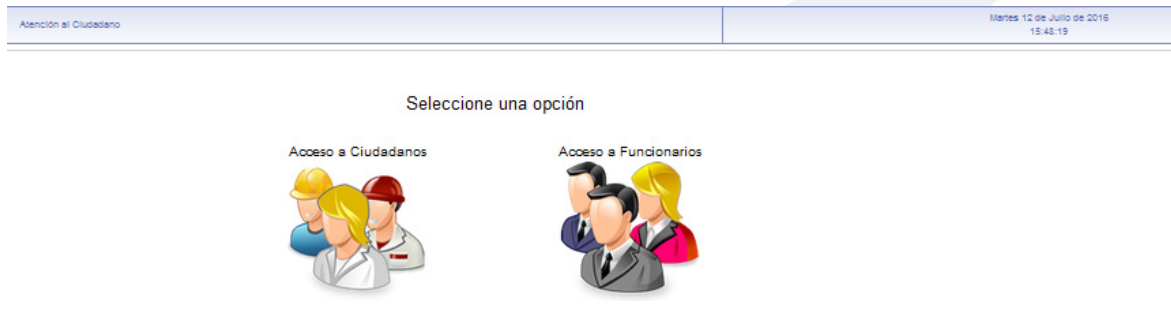 Atención al Ciudadano
Martes 12 de Julio de 2016
15:48:19
Seleccione una opción
Acceso a Ciudadanos
Acceso a Funcionarios